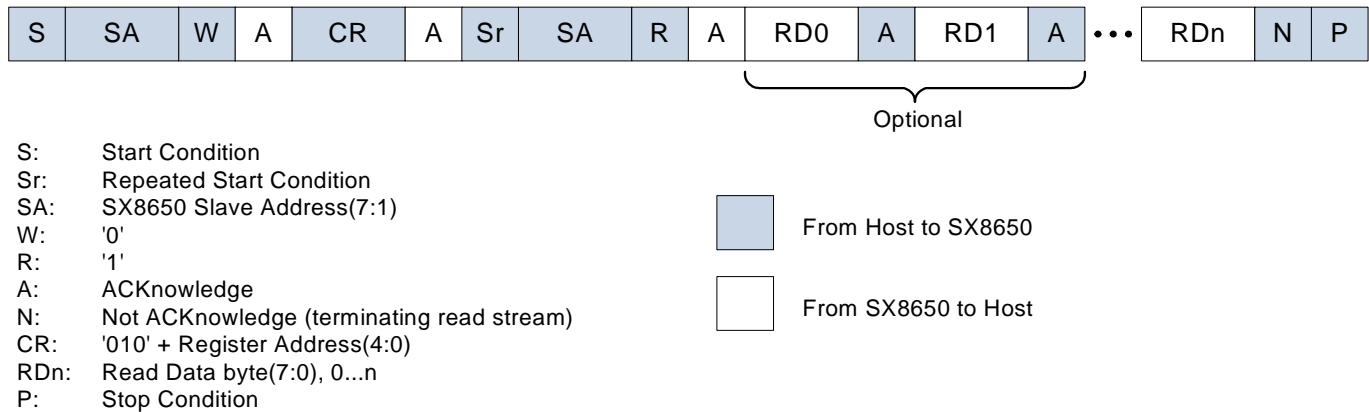 S SA W A CR A Sr SA R A RD0 A RD1 A ••• RDn N P
Optional
S: Start Condition
Sr: Repeated Start Condition
SA: SX8650 Slave Address(7:1)
W: '0'
R: '1'
A: ACKnowledge
N: Not ACKnowledge (terminating read stream)
CR: '010' + Register Address(4:0)
RDn: Read Data byte(7:0), 0...n
P: Stop Condition
From Host to SX8650
From SX8650 to Host